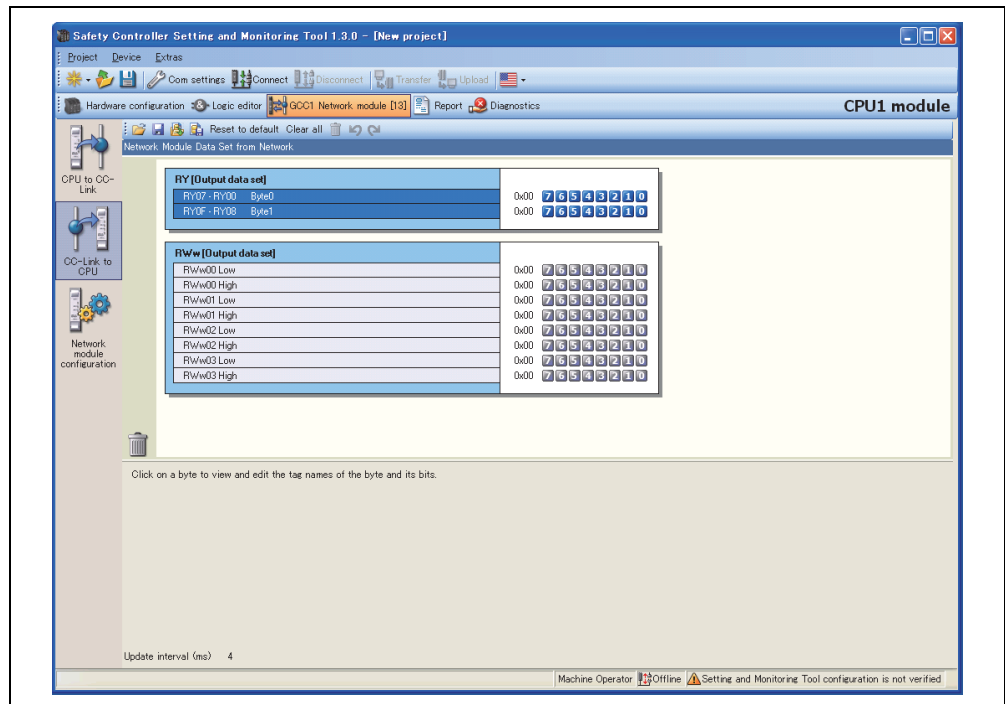 Safety Controller Setting and Monitoring Tool 1.3.0 - [New project]
Project Device Extras
Com settings Connect Disconnect Transfer Upload
Hardware configuration Logic editor GCC1 Network module [13] Report Diagnostics CPU1 module
Reset to default Clear all
Network Module Data Set from Network
CPU to CC-
Link
CC-Link to
CPU
Network
module
configuration
RY [Output data set]
RY07 - RY00 Byte0 0x00 7 6 5 4 3 2 1 0
RY0F - RY08 Byte1 0x00 7 6 5 4 3 2 1 0
RWw [Output data set]
RWw00 Low 0x00 7 6 5 4 3 2 1 0
RWw00 High 0x00 7 6 5 4 3 2 1 0
RWw01 Low 0x00 7 6 5 4 3 2 1 0
RWw01 High 0x00 7 6 5 4 3 2 1 0
RWw02 Low 0x00 7 6 5 4 3 2 1 0
RWw02 High 0x00 7 6 5 4 3 2 1 0
RWw03 Low 0x00 7 6 5 4 3 2 1 0
RWw03 High 0x00 7 6 5 4 3 2 1 0
Click on a byte to view and edit the tag names of the byte and its bits.
Update interval (ms) 4
Machine Operator Offline Setting and Monitoring Tool configuration is not verified